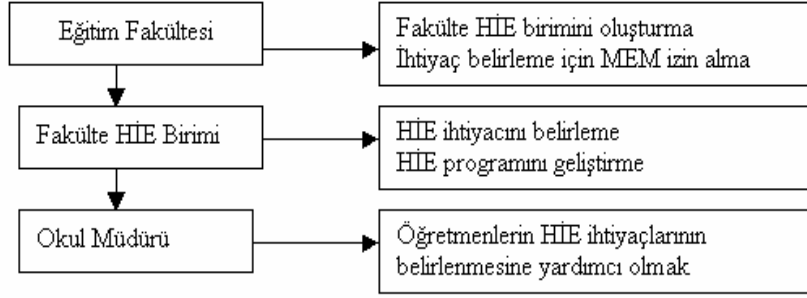 Eğitim Fakültesi
Fakülte HİE birimini oluşturma
İhtiyaç belirleme için MEM izin alma
Fakülte HİE Birimi
HİE ihtiyacını belirleme
HİE programını geliştirme
Okul Müdürü
Öğretmenlerin HİE ihtiyaçlarının
belirlenmesine yardımcı olmak